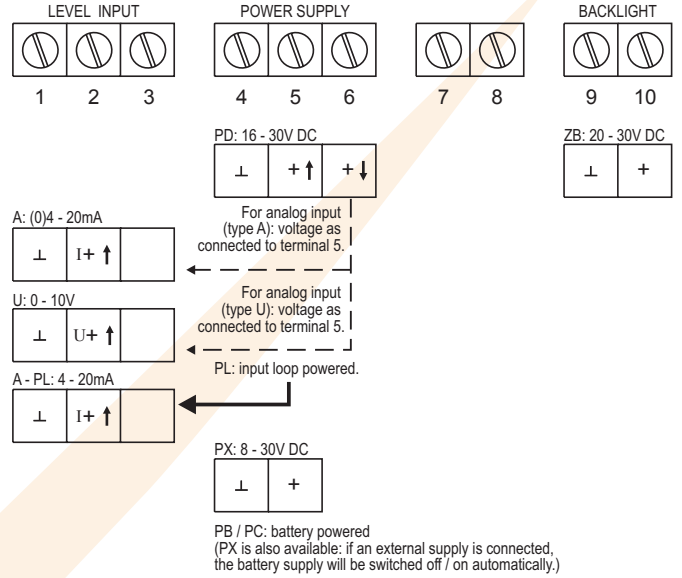 LEVEL INPUT POWER SUPPLY BACKLIGHT
1 2 3 4 5 6 7 8 9 10
PD: 16 - 30V DC ZB: 20 - 30V DC
⊥ + ↑ + ↓ ⊥ +
A: (0)4 - 20mA
⊥ I+ ↑
For analog input
(type A): voltage as
connected to terminal 5.
U: 0 - 10V
⊥ U+ ↑
For analog input
(type U): voltage as
connected to terminal 5.
A - PL: 4 - 20mA
⊥ I+ ↑
PL: input loop powered.
PX: 8 - 30V DC
⊥ +
PB / PC: battery powered
(PX is also available: if an external supply is connected,
the battery supply will be switched off / on automatically.)